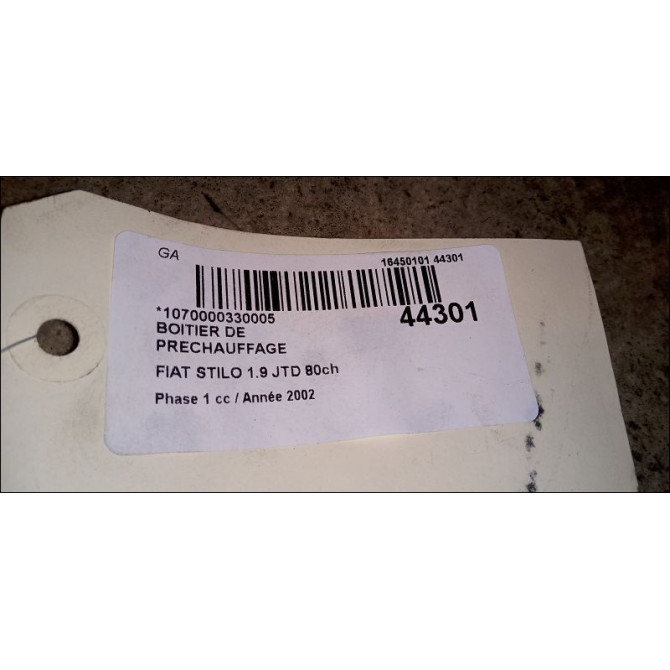 GA
16450101 44301
*1070000330005
44301
BOITIER DE
PRECHAUFFAGE
FIAT STILO 1.9 JTD 80ch
Phase 1 cc / Année 2002